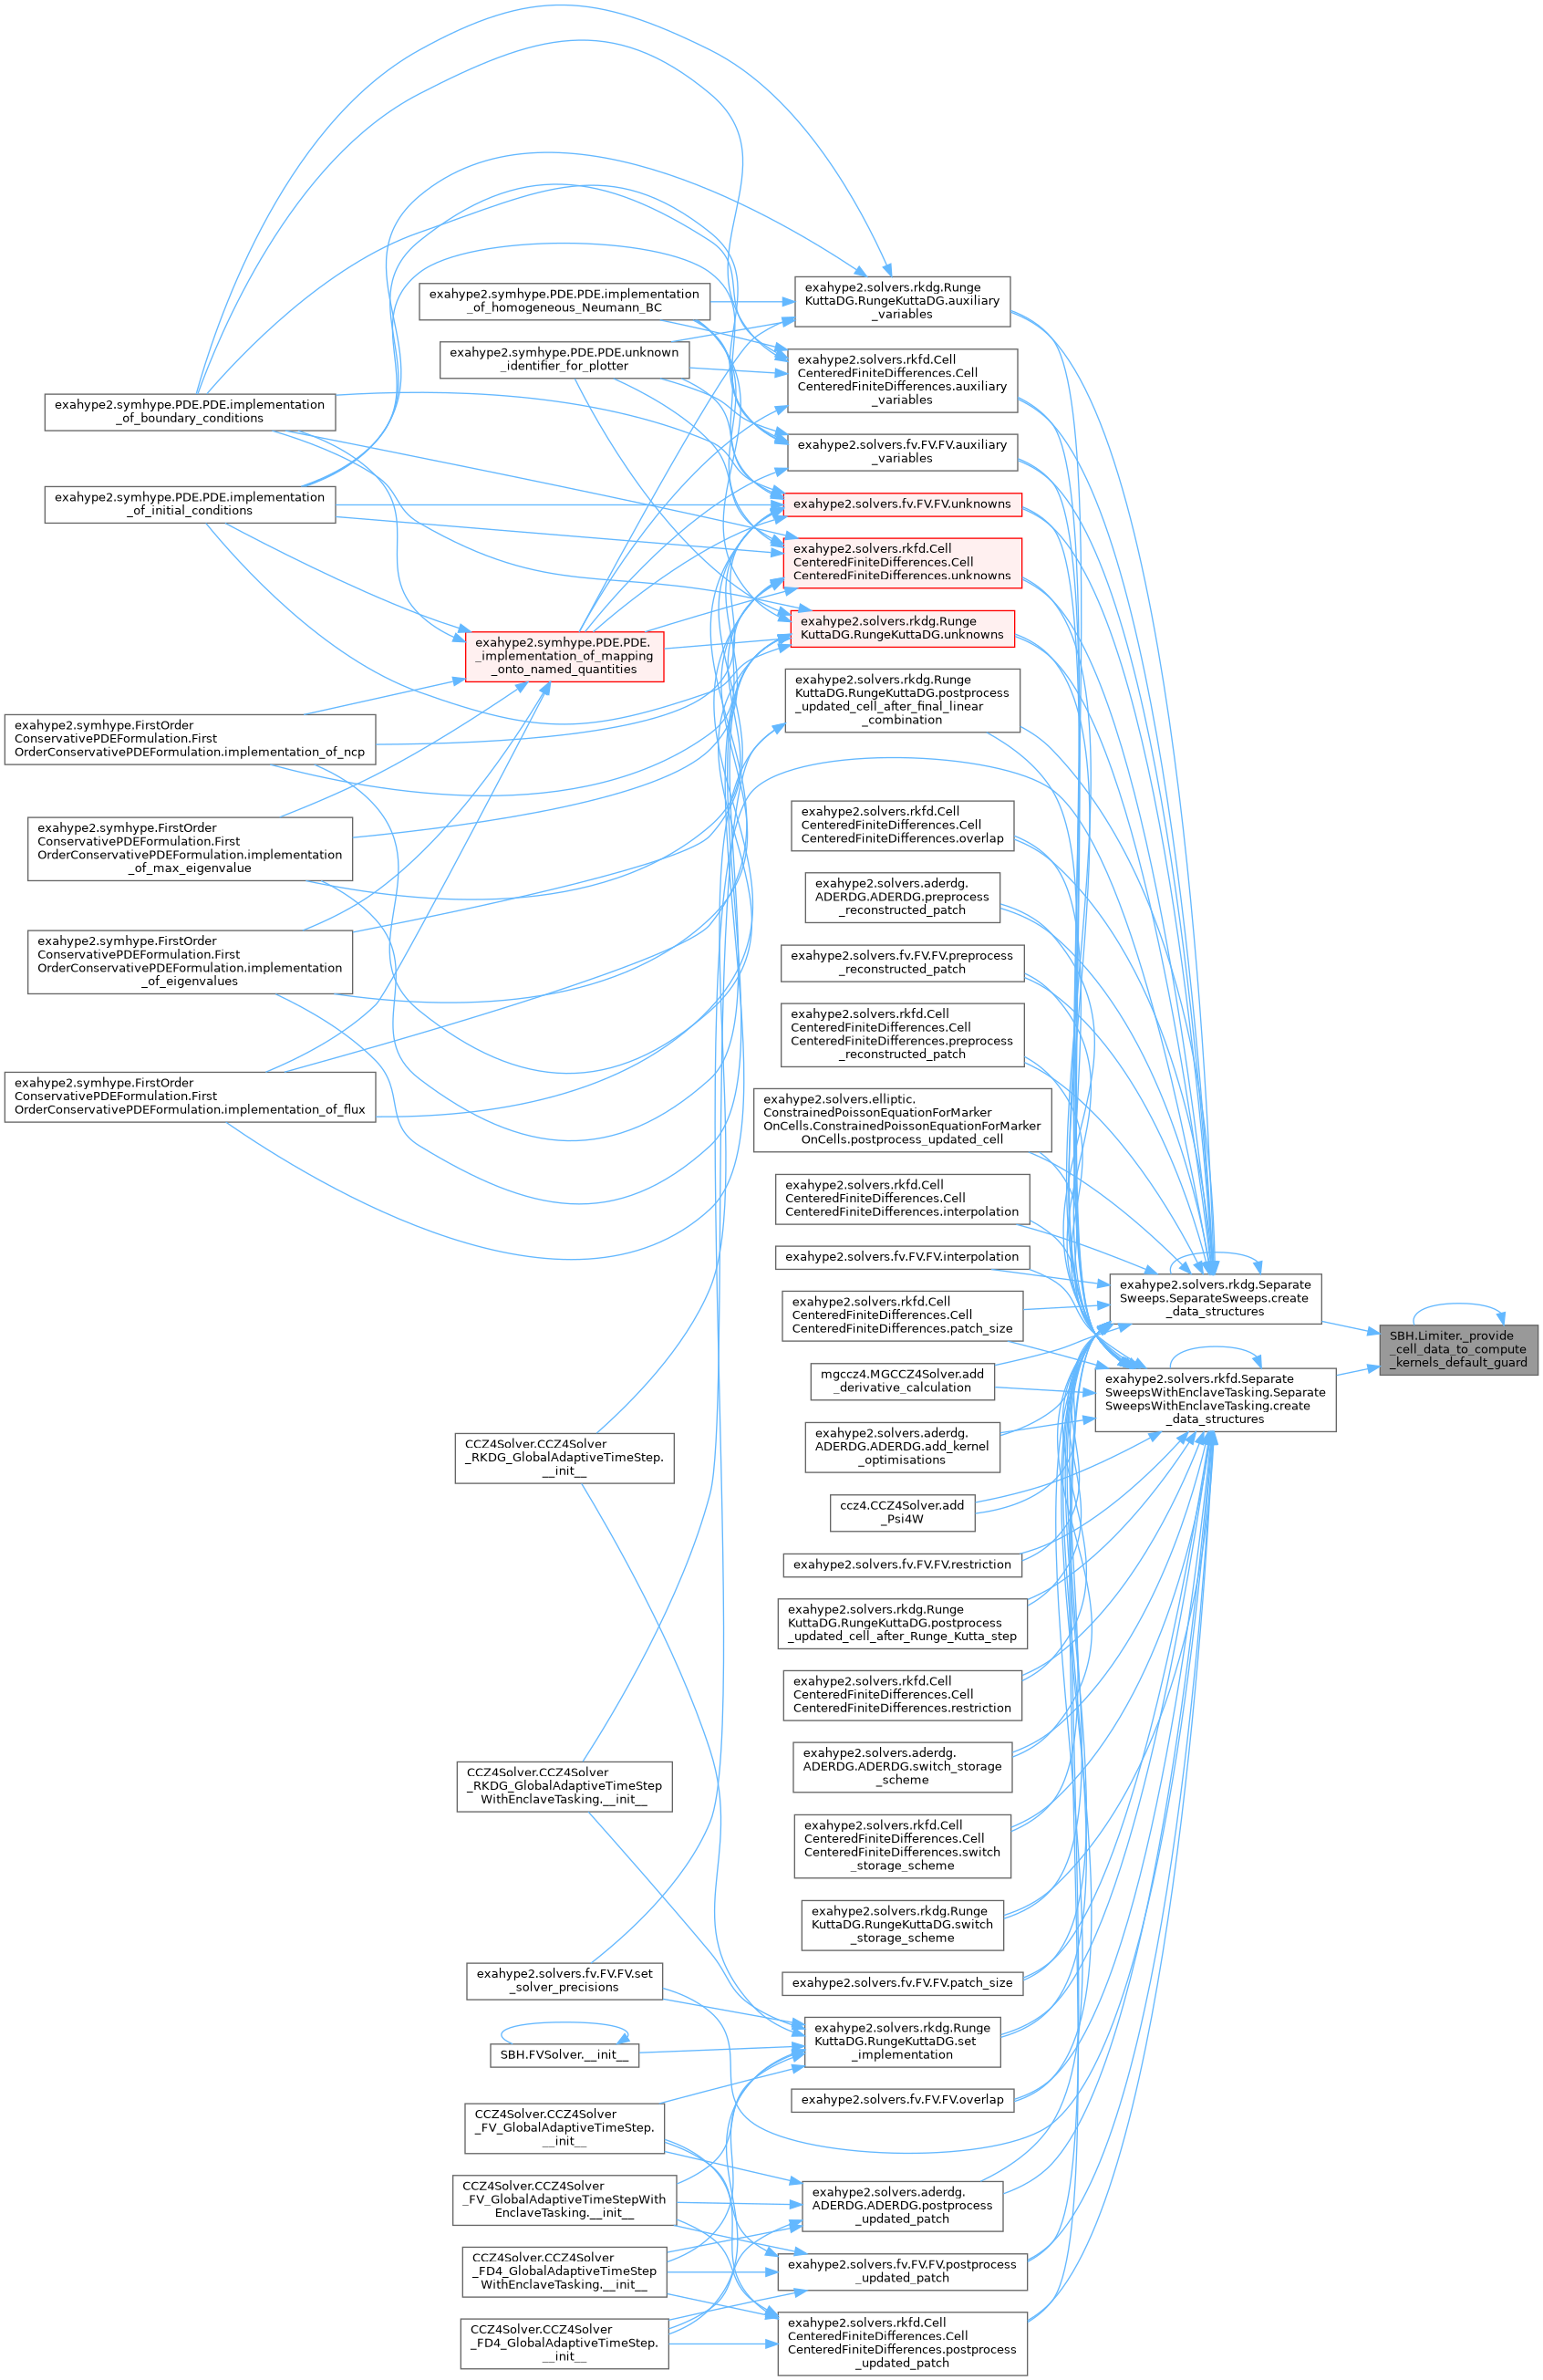 exahype2.solvers.rkdg.Runge
KuttaDG.RungeKuttaDG.auxiliary
_variables
exahype2.symhype.PDE.PDE.implementation
_of_homogeneous_Neumann_BC
exahype2.symhype.PDE.PDE.unknown
_identifier_for_plotter
exahype2.solvers.rkfd.Cell
CenteredFiniteDifferences.Cell
CenteredFiniteDifferences.auxiliary
_variables
exahype2.symhype.PDE.PDE.implementation
_of_boundary_conditions
exahype2.solvers.fv.FV.FV.auxiliary
_variables
exahype2.symhype.PDE.PDE.implementation
_of_initial_conditions
exahype2.solvers.fv.FV.FV.unknowns
exahype2.solvers.rkfd.Cell
CenteredFiniteDifferences.Cell
CenteredFiniteDifferences.unknowns
exahype2.solvers.rkdg.Runge
KuttaDG.RungeKuttaDG.unknowns
exahype2.symhype.PDE.PDE.
_implementation_of_mapping
_onto_named_quantities
exahype2.solvers.rkdg.Runge
KuttaDG.RungeKuttaDG.postprocess
_updated_cell_after_final_linear
_combination
exahype2.symhype.FirstOrder
ConservativePDEFormulation.First
OrderConservativePDEFormulation.implementation_of_ncp
exahype2.solvers.rkfd.Cell
CenteredFiniteDifferences.Cell
CenteredFiniteDifferences.overlap
exahype2.symhype.FirstOrder
ConservativePDEFormulation.First
OrderConservativePDEFormulation.implementation
_of_max_eigenvalue
exahype2.solvers.aderdg.
ADERDG.ADERDG.preprocess
_reconstructed_patch
exahype2.symhype.FirstOrder
ConservativePDEFormulation.First
OrderConservativePDEFormulation.implementation
_of_eigenvalues
exahype2.solvers.fv.FV.FV.preprocess
_reconstructed_patch
exahype2.solvers.rkfd.Cell
CenteredFiniteDifferences.Cell
CenteredFiniteDifferences.preprocess
_reconstructed_patch
exahype2.symhype.FirstOrder
ConservativePDEFormulation.First
OrderConservativePDEFormulation.implementation_of_flux
exahype2.solvers.elliptic.
ConstrainedPoissonEquationForMarker
OnCells.ConstrainedPoissonEquationForMarker
OnCells.postprocess_updated_cell
exahype2.solvers.rkfd.Cell
CenteredFiniteDifferences.Cell
CenteredFiniteDifferences.interpolation
exahype2.solvers.fv.FV.FV.interpolation
exahype2.solvers.rkdg.Separate
Sweeps.SeparateSweeps.create
_data_structures
exahype2.solvers.rkfd.Cell
CenteredFiniteDifferences.Cell
CenteredFiniteDifferences.patch_size
SBH.Limiter._provide
_cell_data_to_compute
_kernels_default_guard
mgccz4.MGCCZ4Solver.add
_derivative_calculation
exahype2.solvers.rkfd.Separate
SweepsWithEnclaveTasking.Separate
SweepsWithEnclaveTasking.create
_data_structures
exahype2.solvers.aderdg.
ADERDG.ADERDG.add_kernel
_optimisations
CCZ4Solver.CCZ4Solver
_RKDG_GlobalAdaptiveTimeStep.
__init__
ccz4.CCZ4Solver.add
_Psi4W
exahype2.solvers.fv.FV.FV.restriction
exahype2.solvers.rkdg.Runge
KuttaDG.RungeKuttaDG.postprocess
_updated_cell_after_Runge_Kutta_step
exahype2.solvers.rkfd.Cell
CenteredFiniteDifferences.Cell
CenteredFiniteDifferences.restriction
exahype2.solvers.aderdg.
ADERDG.ADERDG.switch_storage
_scheme
CCZ4Solver.CCZ4Solver
_RKDG_GlobalAdaptiveTimeStep
WithEnclaveTasking.__init__
exahype2.solvers.rkfd.Cell
CenteredFiniteDifferences.Cell
CenteredFiniteDifferences.switch
_storage_scheme
exahype2.solvers.rkdg.Runge
KuttaDG.RungeKuttaDG.switch
_storage_scheme
exahype2.solvers.fv.FV.FV.set
_solver_precisions
exahype2.solvers.fv.FV.FV.patch_size
exahype2.solvers.rkdg.Runge
KuttaDG.RungeKuttaDG.set
_implementation
SBH.FVSolver.__init__
exahype2.solvers.fv.FV.FV.overlap
CCZ4Solver.CCZ4Solver
_FV_GlobalAdaptiveTimeStep.
__init__
CCZ4Solver.CCZ4Solver
_FV_GlobalAdaptiveTimeStepWith
EnclaveTasking.__init__
exahype2.solvers.aderdg.
ADERDG.ADERDG.postprocess
_updated_patch
CCZ4Solver.CCZ4Solver
_FD4_GlobalAdaptiveTimeStep
WithEnclaveTasking.__init__
exahype2.solvers.fv.FV.FV.postprocess
_updated_patch
CCZ4Solver.CCZ4Solver
_FD4_GlobalAdaptiveTimeStep.
__init__
exahype2.solvers.rkfd.Cell
CenteredFiniteDifferences.Cell
CenteredFiniteDifferences.postprocess
_updated_patch